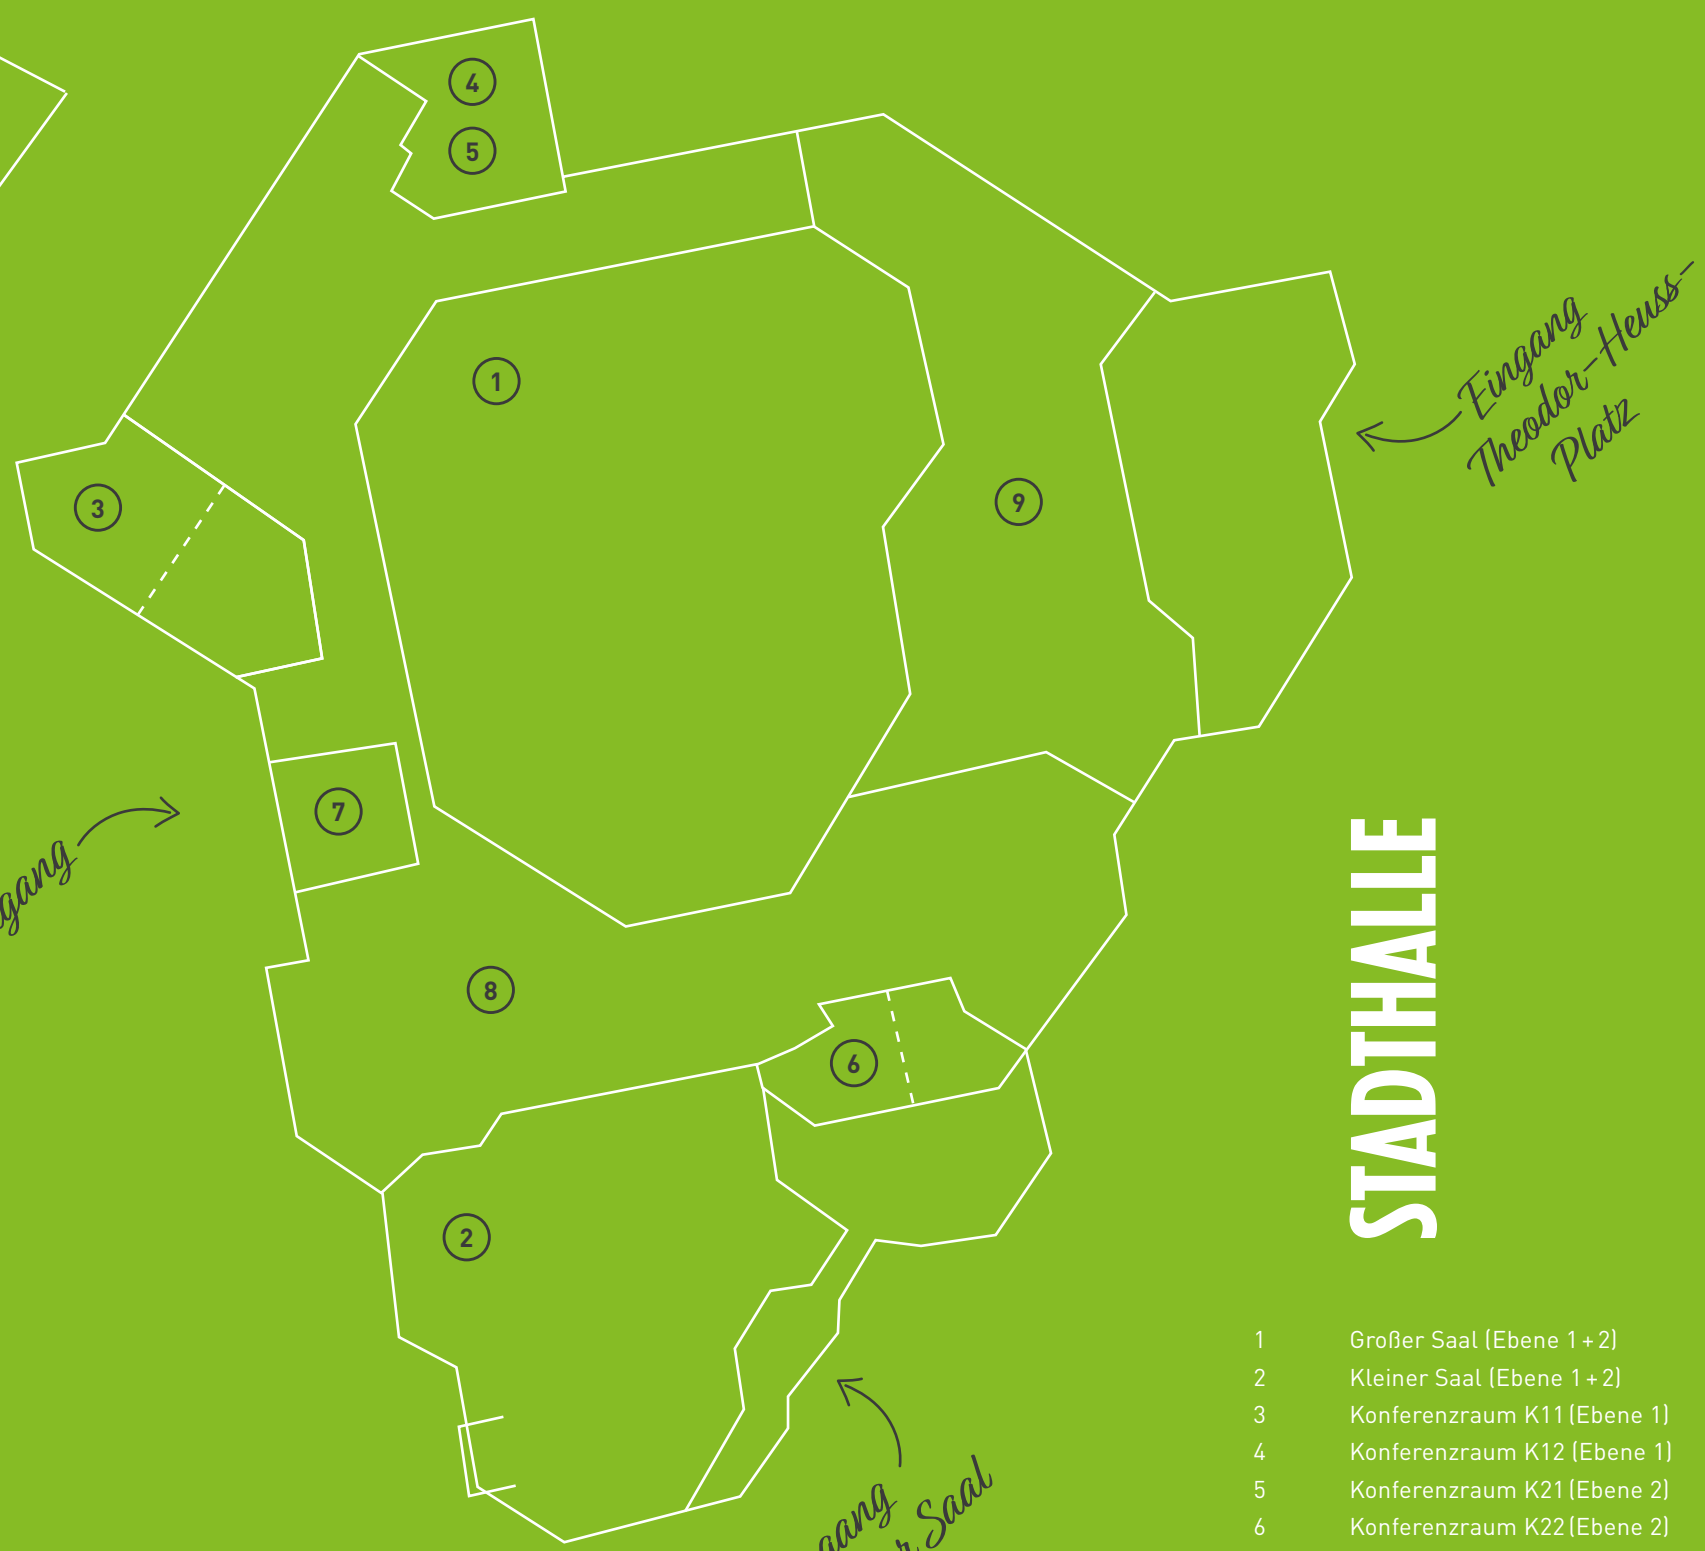 4
5
1
Eingang
Theodor-Heuss-
Platz
3
9
7
8
6
2
STADTHALLE
Saal
1 Großer Saal (Ebene 1+2)
2 Kleiner Saal (Ebene 1+2)
3 Konferenzraum K11 (Ebene 1)
4 Konferenzraum K12 (Ebene 1)
5 Konferenzraum K21 (Ebene 2)
6 Konferenzraum K22 (Ebene 2)